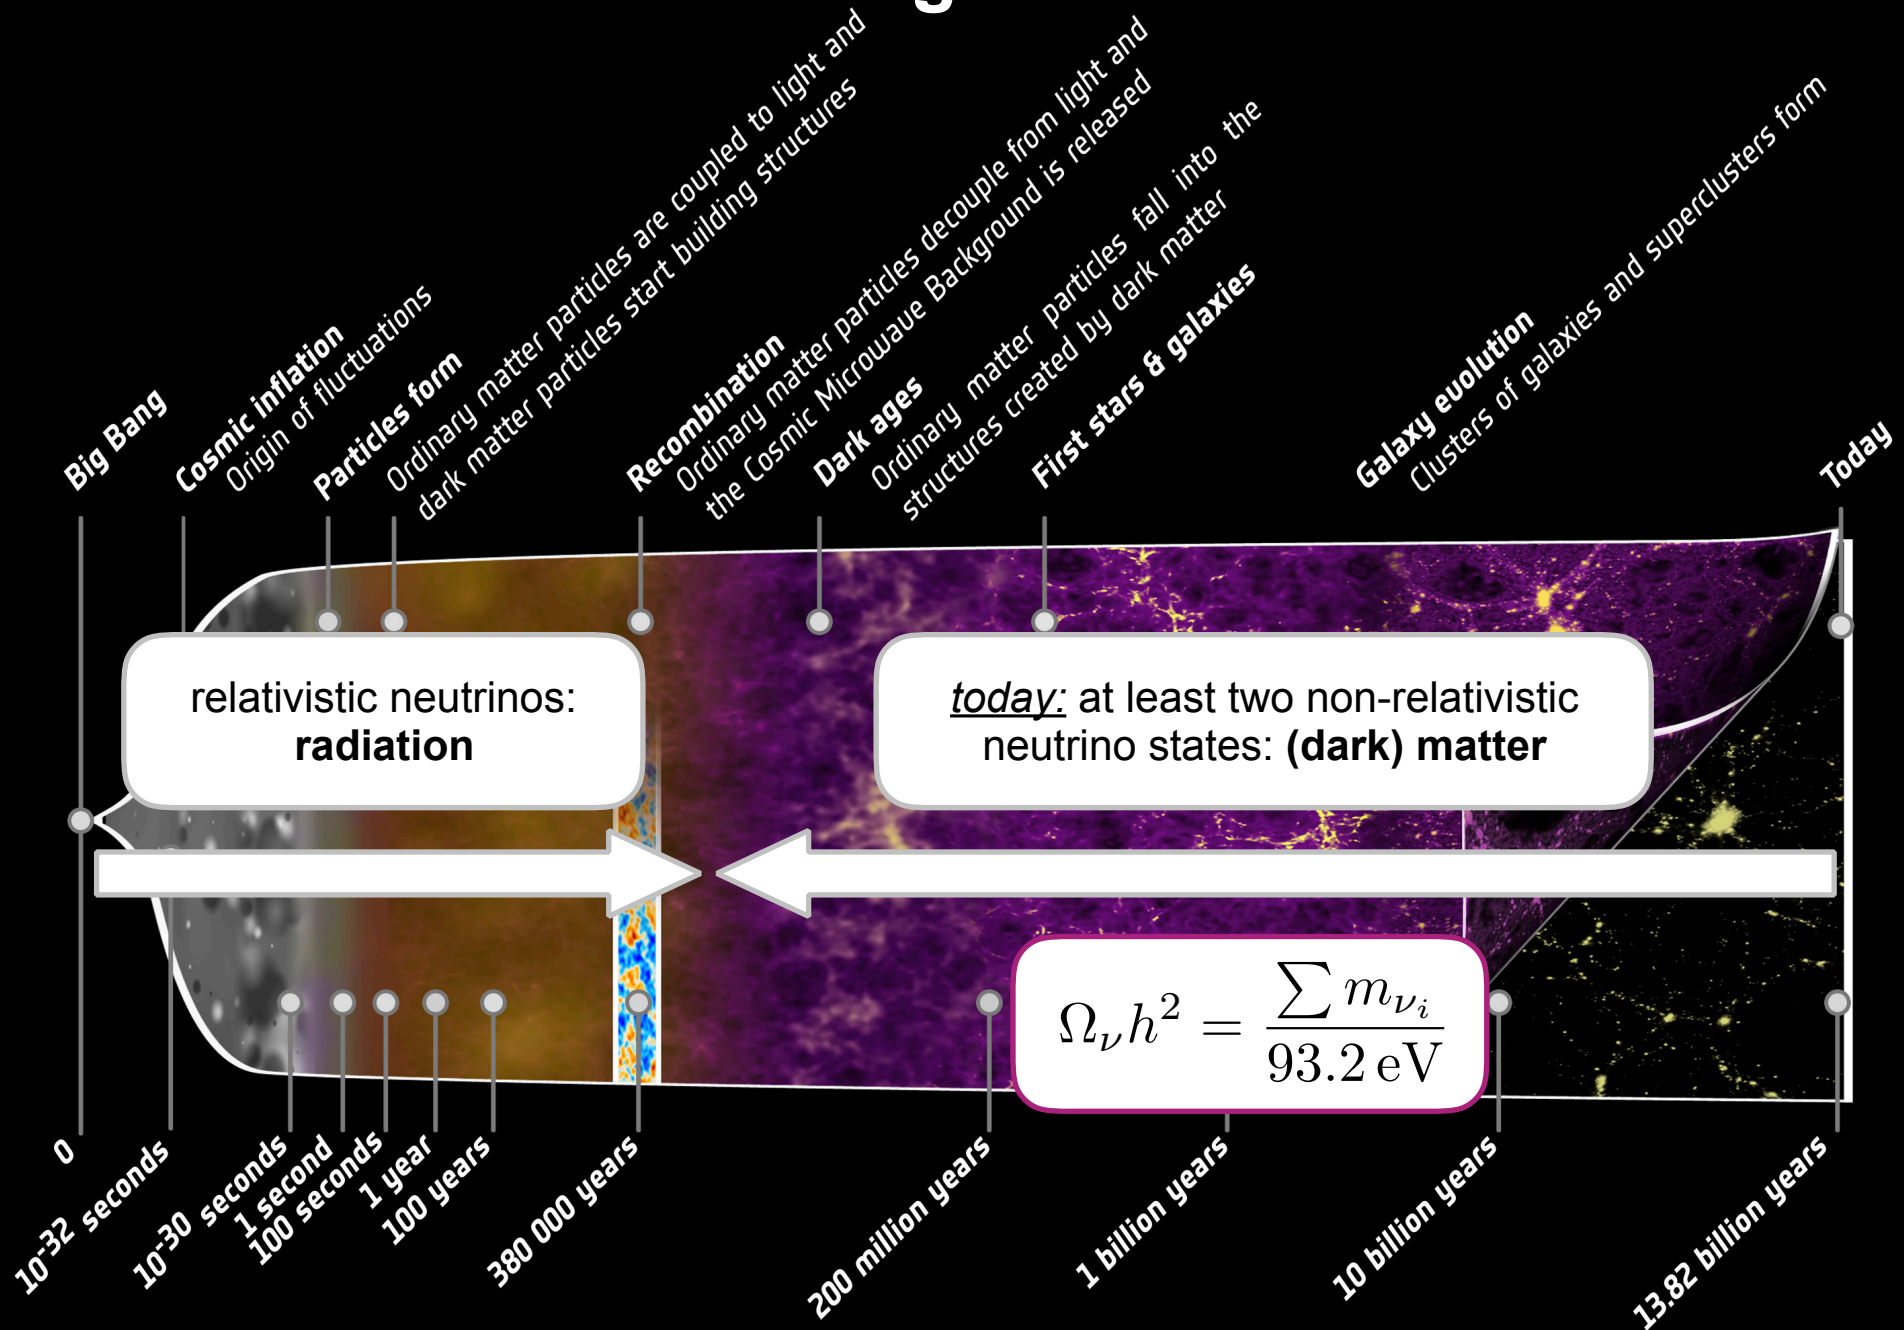 Big Bang
Cosmic inflation
Origin of fluctuations
Particles form
Ordinary matter particles are coupled to light and
dark matter particles start building structures
Recombination
Ordinary matter particles decouple from light and
the Cosmic Microwave Background is released
Dark ages
Ordinary matter particles fall into the
structures created by dark matter
First stars & galaxies
Galaxy evolution
Clusters of galaxies and superclusters form
Today
relativistic neutrinos:
radiation
today: at least two non-relativistic
neutrino states: (dark) matter
Ω_ν h² = ∑ m_{ν_i} / 93.2 eV
0
10⁻³² seconds
10⁻³⁰ seconds
1 second
100 seconds
1 year
100 years
380 000 years
200 million years
1 billion years
10 billion years
13.82 billion years